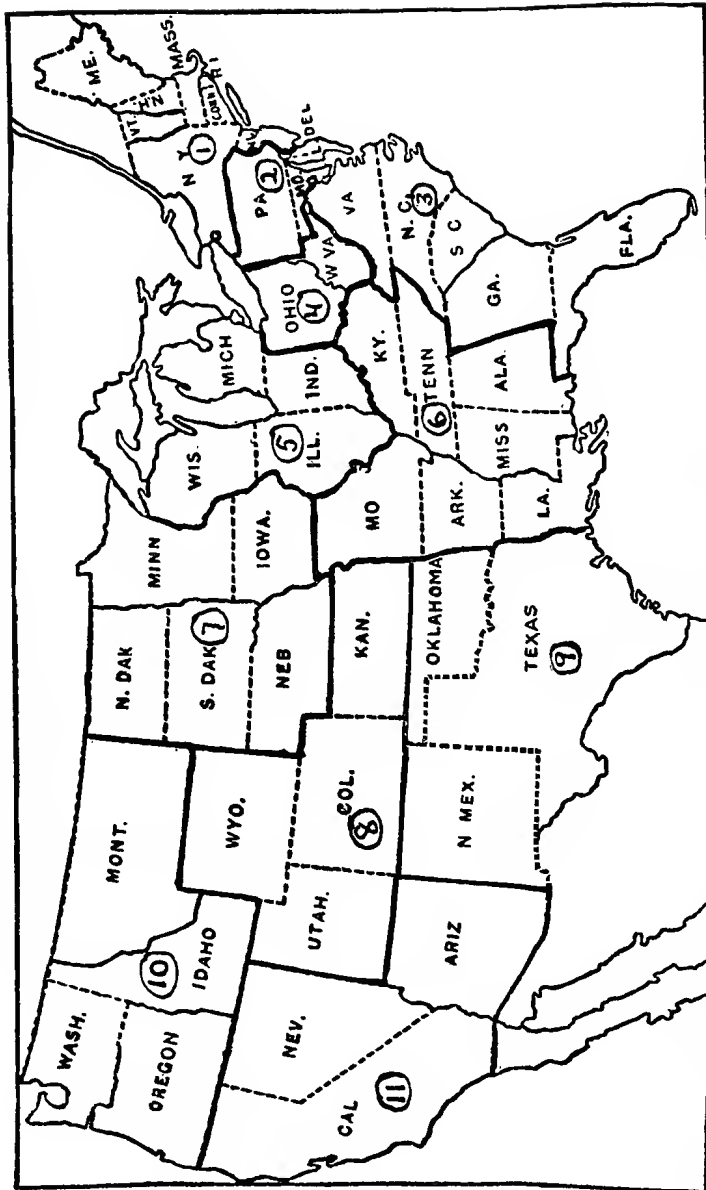 WASH.
OREGON
CAL
11
NEV.
IDAHO
10
MONT.
WYO.
UTAH.
ARIZ
COL.
8
N MEX.
N. DAK
S. DAK
7
NEB
KAN.
OKLAHOMA
TEXAS
9
MINN
IOWA.
MO
ARK.
LA.
WIS.
5
ILL.
MICH
IND.
OHIO
4
KY.
TENN
6
MISS
ALA.
GA.
FLA.
S C
N.C.
3
VA
W VA
PA
2
MD
DEL
N Y
1
VT.
N H
ME.
MASS.
CONN
R I